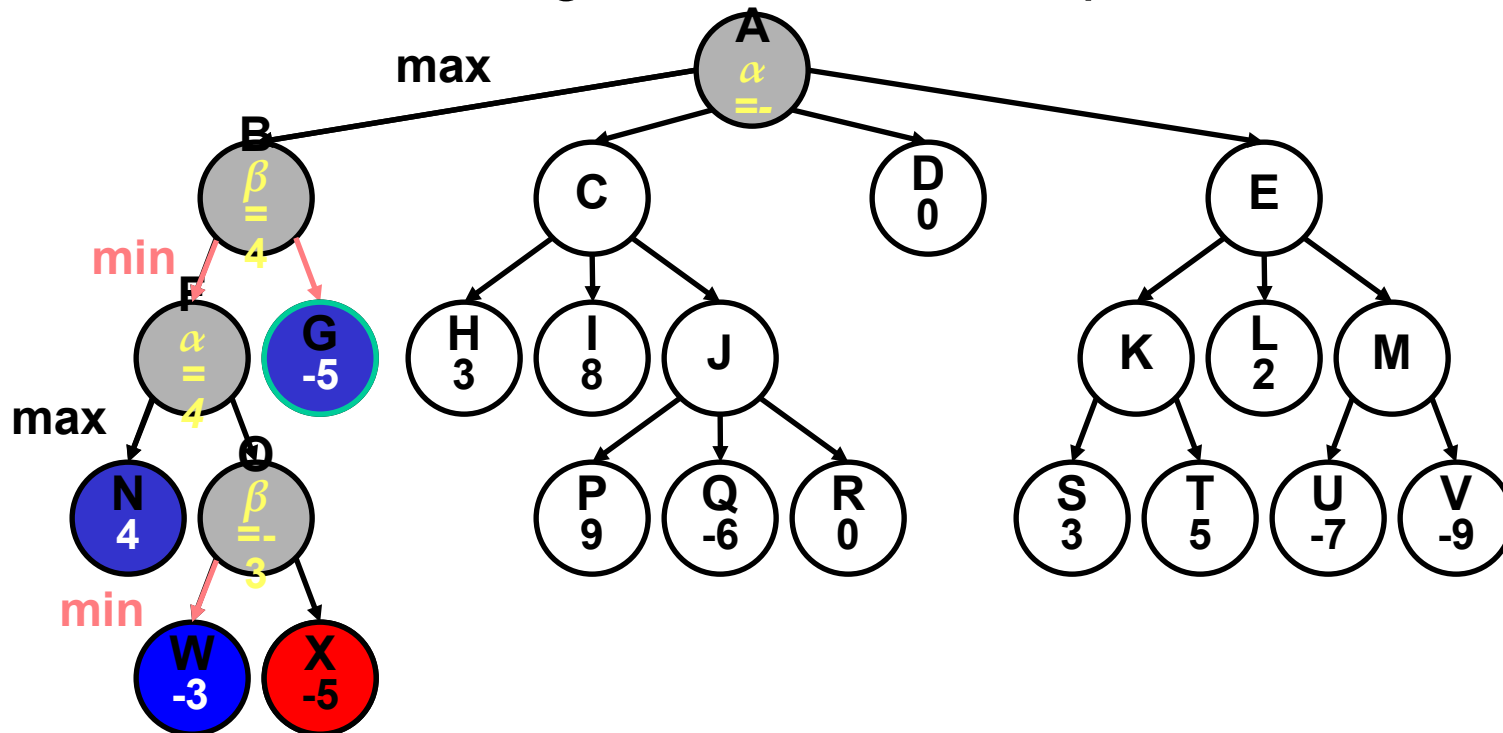 A
α
=-
max
B
β
=
4
C
D
0
E
min
F
α
=
4
G
-5
H
3
I
8
J
K
L
2
M
max
N
4
O
β
=-
3
P
9
Q
-6
R
0
S
3
T
5
U
-7
V
-9
min
W
-3
X
-5